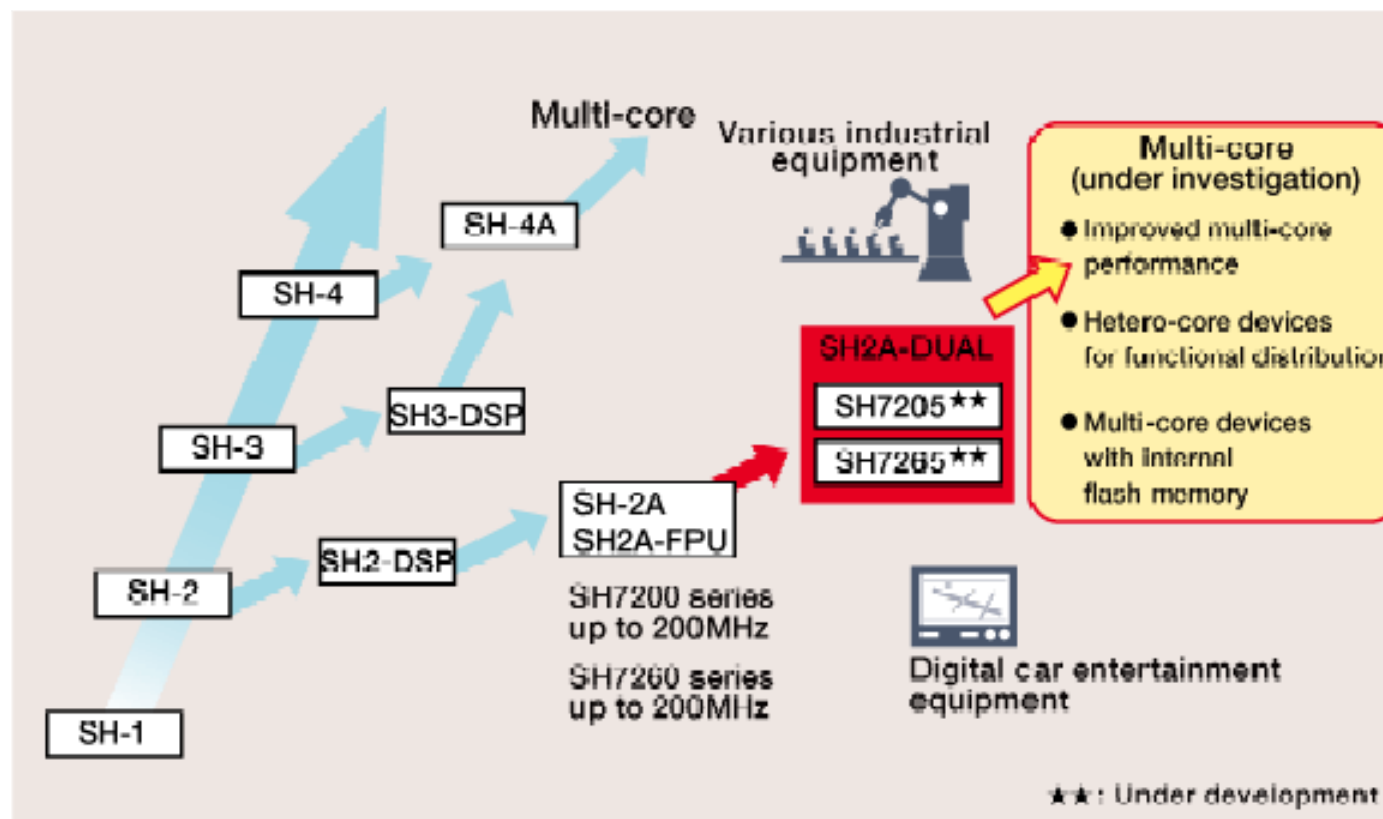 Multi-core
Various industrial
equipment
Multi-core
(under investigation)
● Improved multi-core
performance
● Hetero-core devices
for functional distribution
● Multi-core devices
with internal
flash memory
SH-4A
SH-4
SH2A-DUAL
SH7205★★
SH7265★★
SH3-DSP
SH-3
SH-2A
SH2A-FPU
SH2-DSP
SH-2
SH7200 series
up to 200MHz
SH7260 series
up to 200MHz
Digital car entertainment
equipment
SH-1
★★: Under development